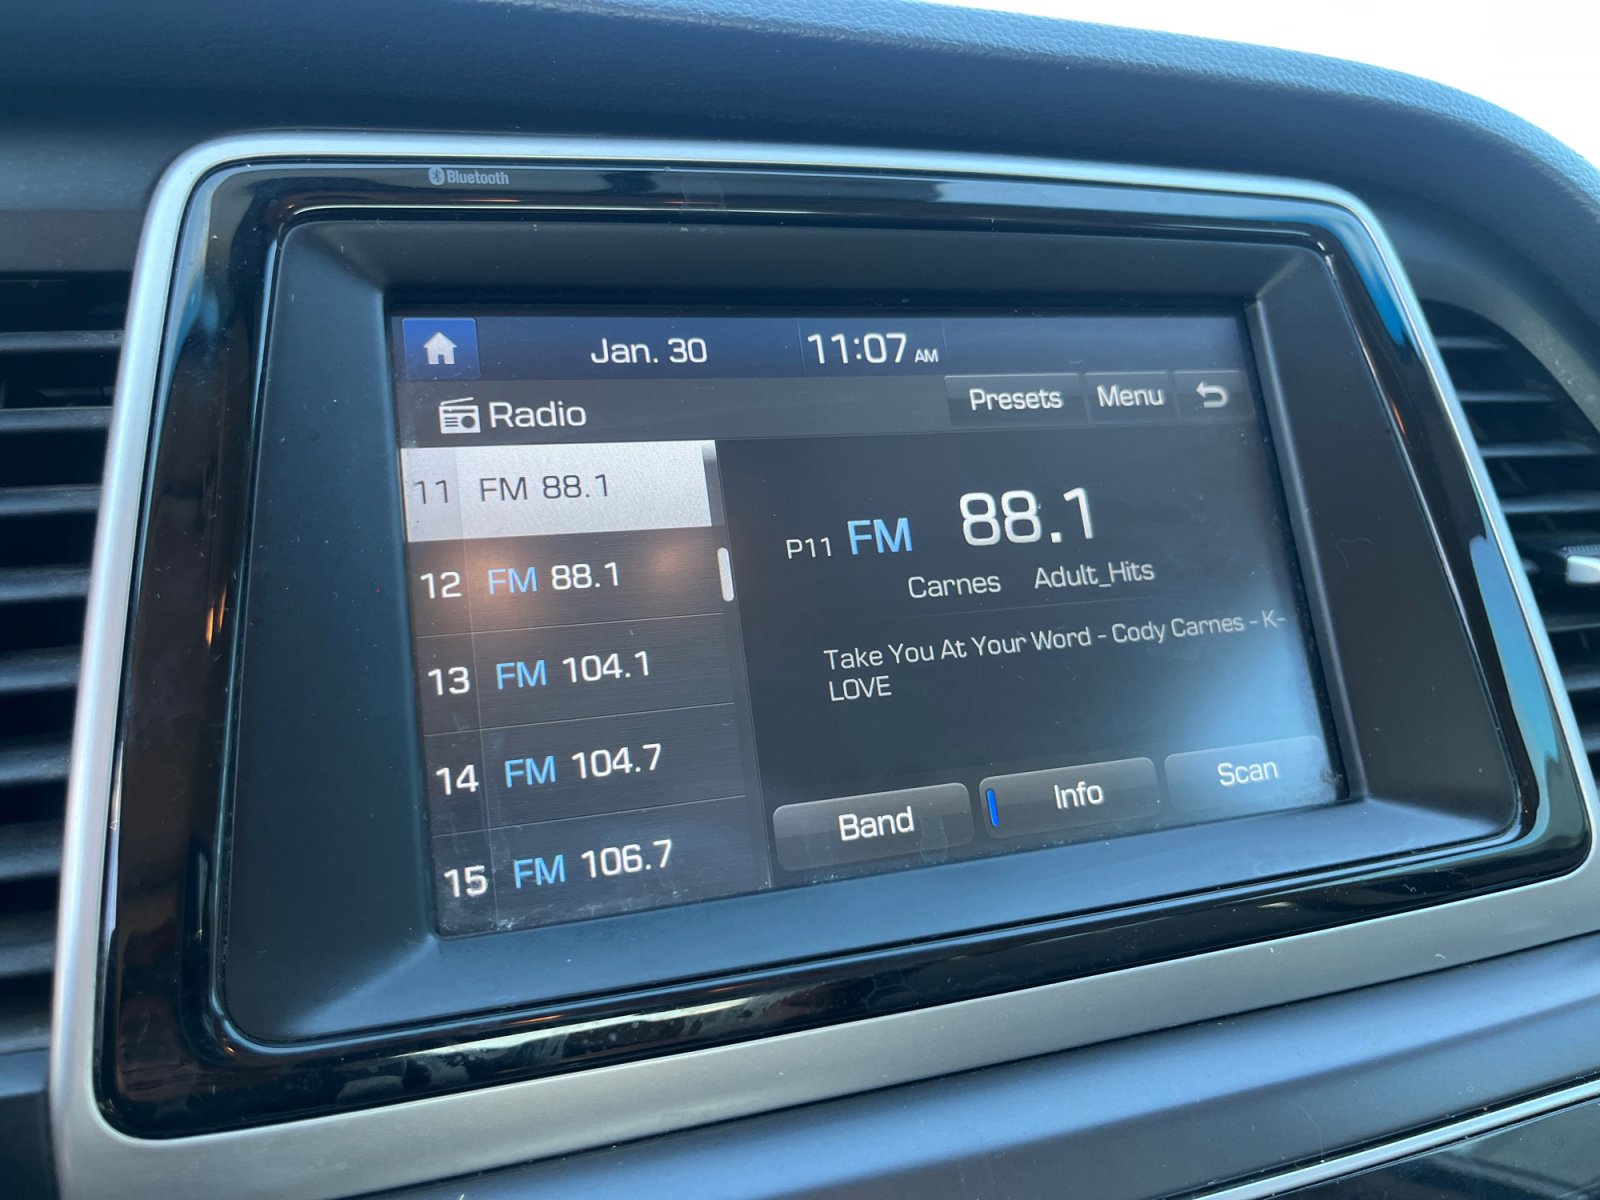 Bluetooth
Jan. 30 11:07 AM
Radio Presets Menu
11 FM 88.1
12 FM 88.1
13 FM 104.1
14 FM 104.7
15 FM 106.7
P11 FM 88.1
Carnes Adult_Hits
Take You At Your Word - Cody Carnes - K-
LOVE
Band Info Scan